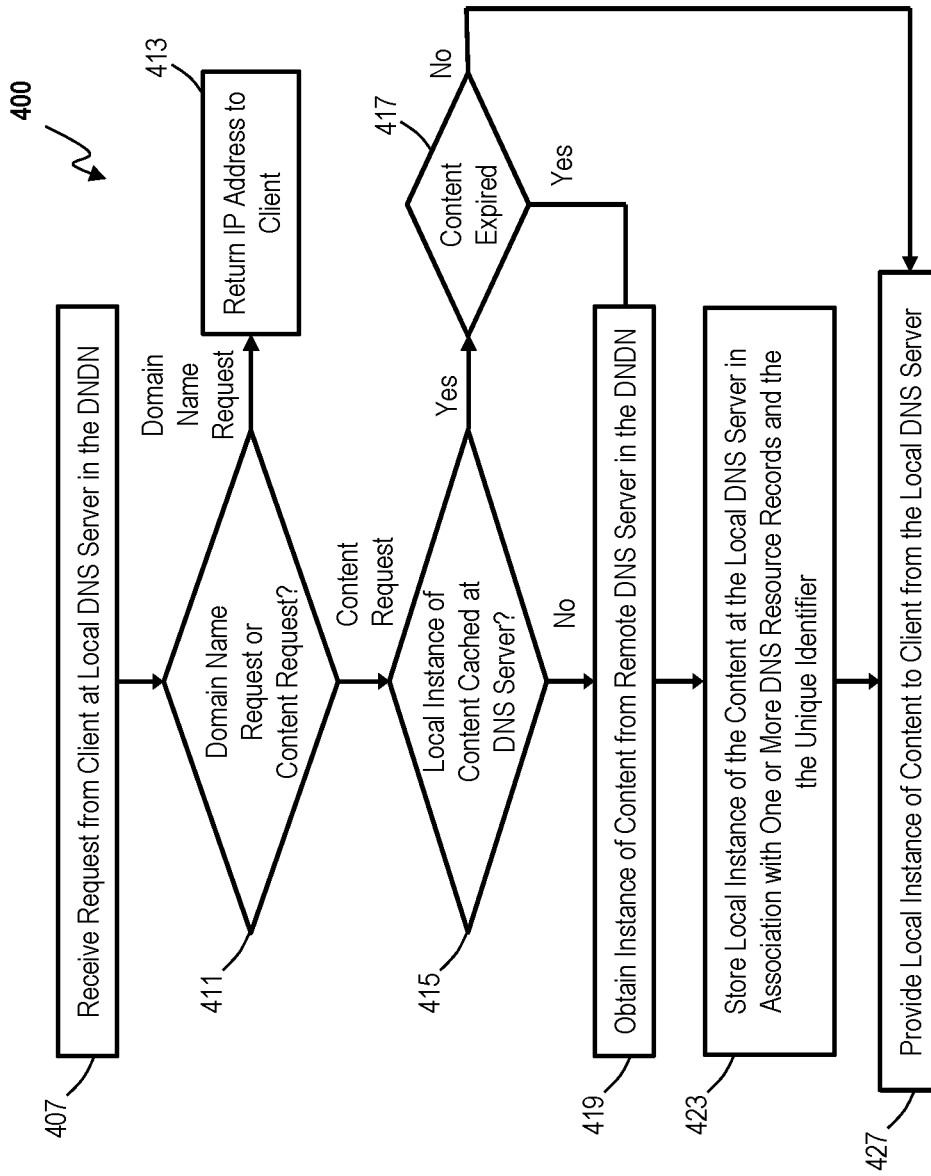 400
407
Receive Request from Client at Local DNS Server in the DNDN
411
Domain Name
Request or
Content Request?
Domain
Name
Request
413
Return IP Address to
Client
Content
Request
415
Local Instance of
Content Cached at
DNS Server?
Yes
417
Content
Expired
No
Yes
No
419
Obtain Instance of Content from Remote DNS Server in the DNDN
423
Store Local Instance of the Content at the Local DNS Server in
Association with One or More DNS Resource Records and the
the Unique Identifier
427
Provide Local Instance of Content to Client from the Local DNS Server